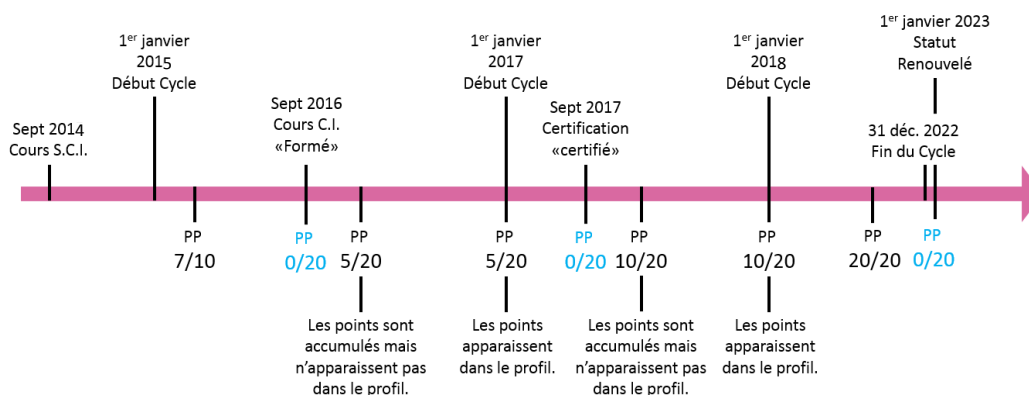 Sept 2014
Cours S.C.I.
1er janvier
2015
Début Cycle
Sept 2016
Cours C.I.
«Formé»
1er janvier
2017
Début Cycle
Sept 2017
Certification
«certifié»
1er janvier
2018
Début Cycle
31 déc. 2022
Fin du Cycle
1er janvier 2023
Statut
Renouvelé
PP
7/10
PP
0/20
PP
5/20
PP
5/20
PP
0/20
PP
10/20
PP
10/20
PP
20/20
PP
0/20
Les points sont
accumulés mais
n’apparaissent pas
dans le profil.
Les points
apparaissent
dans le profil.
Les points sont
accumulés mais
n’apparaissent pas
dans le profil.
Les points
apparaissent
dans le profil.